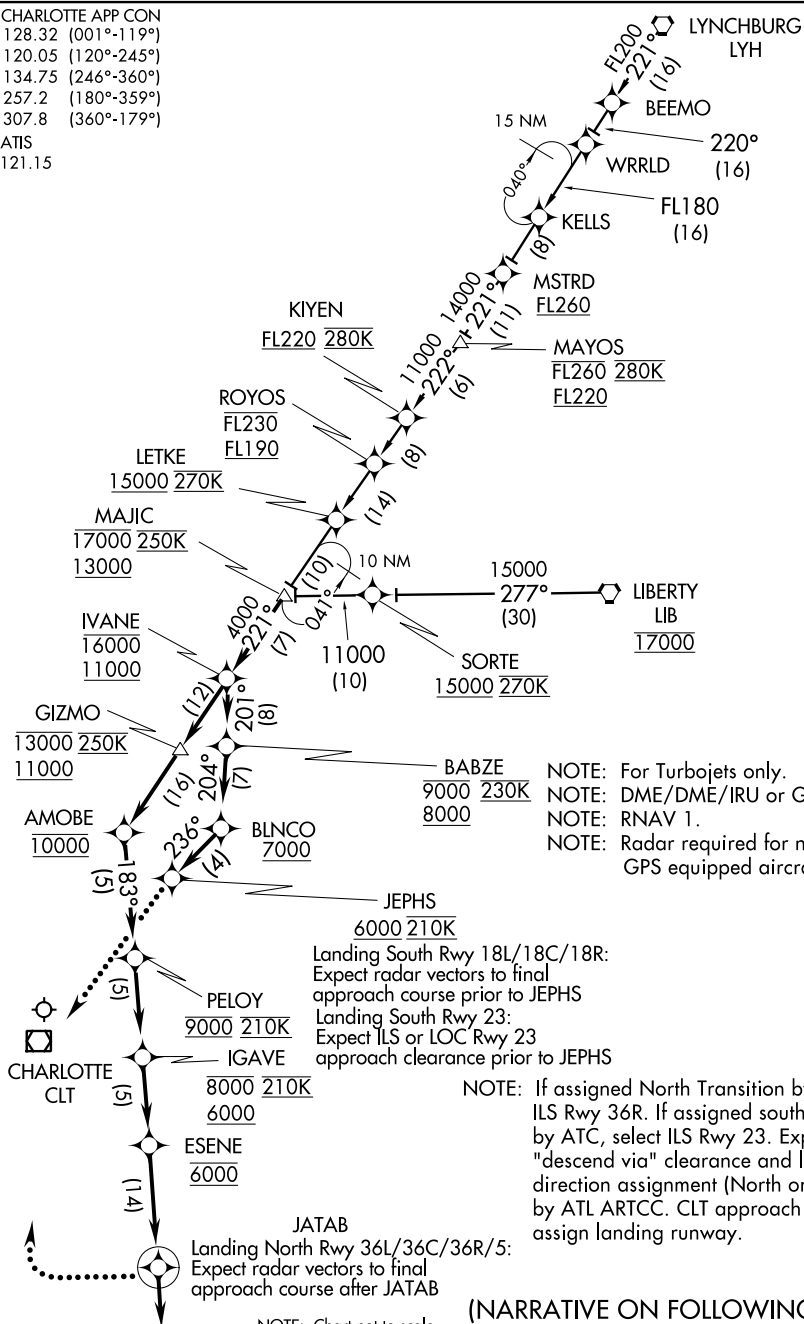 CHARLOTTE APP CON
128.32 (001°-119°)
120.05 (120°-245°)
134.75 (246°-360°)
257.2 (180°-359°)
307.8 (360°-179°)
ATIS
121.15
LYNCHBURG
LYH
FL200
221°
(16)
BEEMO
15 NM
220°
(16)
WRRLD
040°
FL180
(16)
KELLS
(8)
MSTRD
FL260
14000
221°
(11)
KIYEN
FL220 280K
MAYOS
FL260 280K
FL220
11000
222°
(6)
ROYOS
FL230
FL190
(8)
LETKE
15000 270K
(14)
MAJIC
17000 250K
13000
(10)
10 NM
041°
15000
277°
(30)
LIBERTY
LIB
17000
IVANE
16000
11000
4000
221°
(7)
11000
(10)
SORTE
15000 270K
(12)
201°
(8)
GIZMO
13000 250K
11000
BABZE
9000 230K
8000
NOTE: For Turbojets only.
NOTE: DME/DME/IRU or G
NOTE: RNAV 1.
NOTE: Radar required for n
GPS equipped aircra
(16)
204°
(7)
AMOBE
10000
BLNCO
7000
236°
(4)
183°
(5)
JEPHS
6000 210K
Landing South Rwy 18L/18C/18R:
Expect radar vectors to final
approach course prior to JEPHS
Landing South Rwy 23:
Expect ILS or LOC Rwy 23
approach clearance prior to JEPHS
(5)
PELOY
9000 210K
CHARLOTTE
CLT
IGAVE
8000 210K
6000
(5)
NOTE: If assigned North Transition b
ILS Rwy 36R. If assigned south
by ATC, select ILS Rwy 23. Exp
"descend via" clearance and l
direction assignment (North or
by ATL ARTCC. CLT approach
assign landing runway.
ESENE
6000
(14)
JATAB
Landing North Rwy 36L/36C/36R/5:
Expect radar vectors to final
approach course after JATAB
NOTE: Chart not to scale
(NARRATIVE ON FOLLOWING